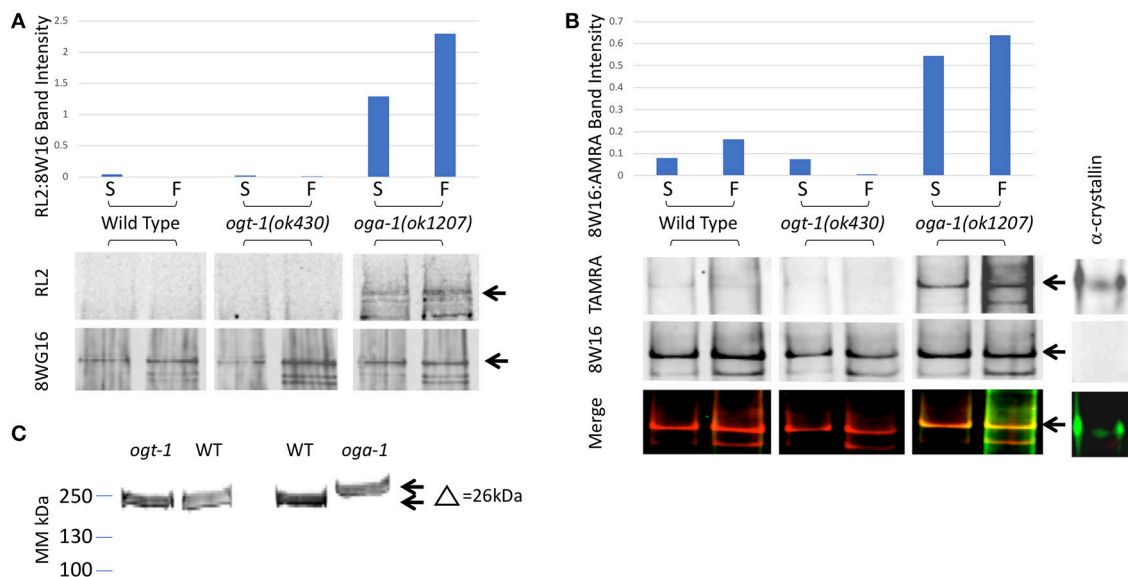 A
RL2:8W16 Band Intensity
2.5
2
1.5
1
0.5
0
S F S F S F
Wild Type ogt-1(ok430) oga-1(ok1207)
RL2
8WG16
B
8W16:AMRA Band Intensity
0.7
0.6
0.5
0.4
0.3
0.2
0.1
0
S F S F S F
Wild Type ogt-1(ok430) oga-1(ok1207)
α-crystallin
TAMRA
8W16
Merge
C
ogt-1 WT WT oga-1
MM kDa
250
130
100
△=26kDa